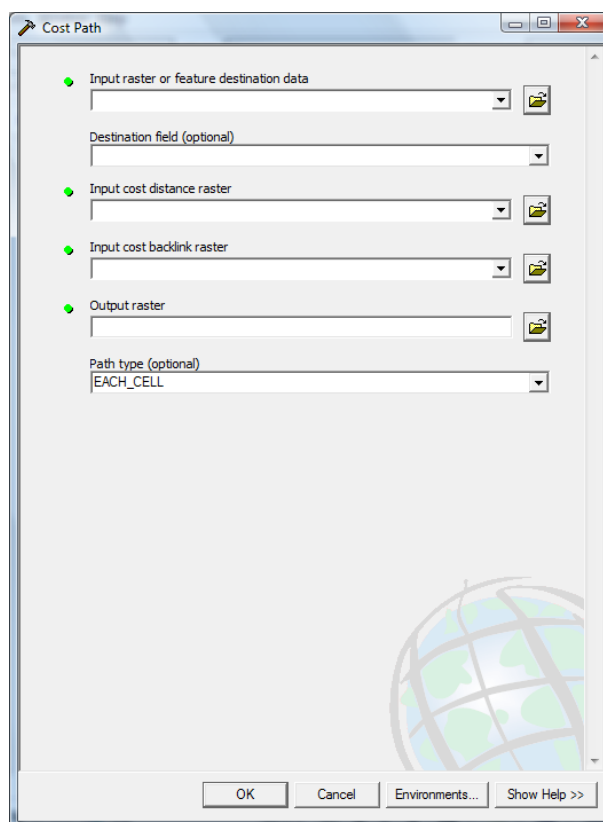 Cost Path
Input raster or feature destination data
Destination field (optional)
Input cost distance raster
Input cost backlink raster
Output raster
Path type (optional)
EACH_CELL
OK Cancel Environments... Show Help >>